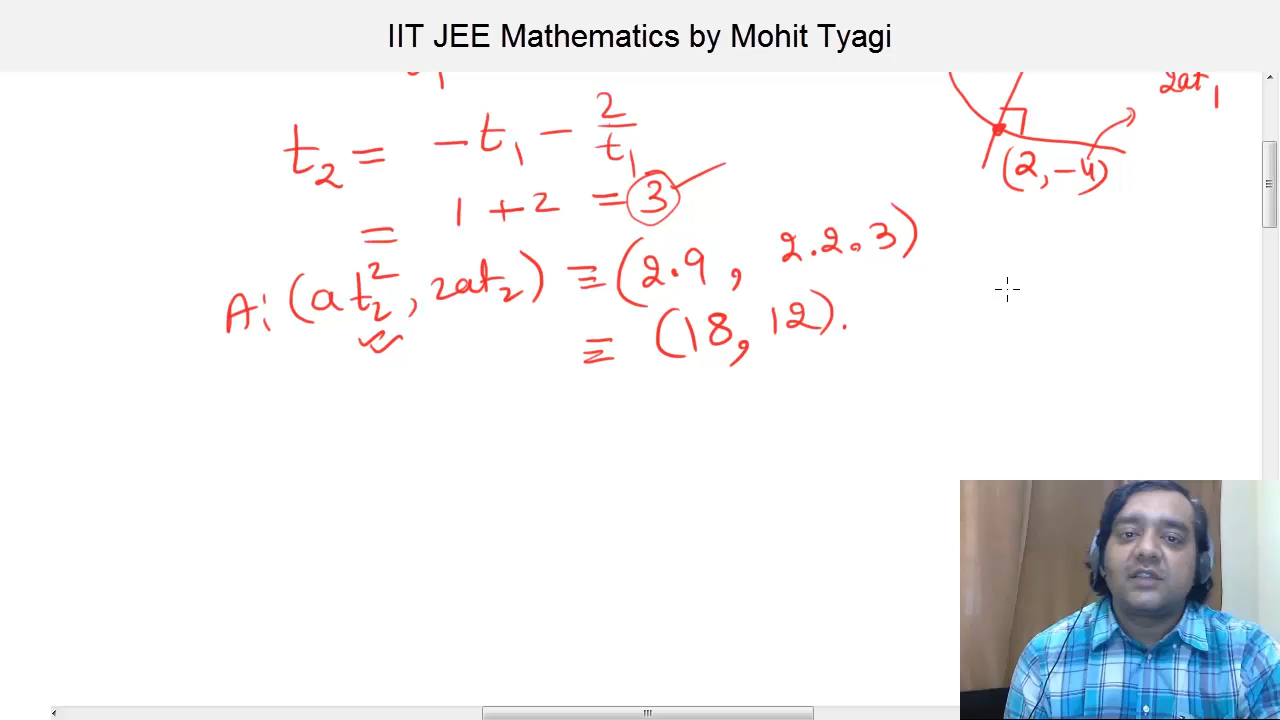 IIT JEE Mathematics by Mohit Tyagi
2at₁
t₂ = -t₁ - 2/t₁
(2, -4)
= 1 + 2 = 3
A: (at₂², 2at₂) ≡ (2.9, 2.2.3)
≡ (18, 12).